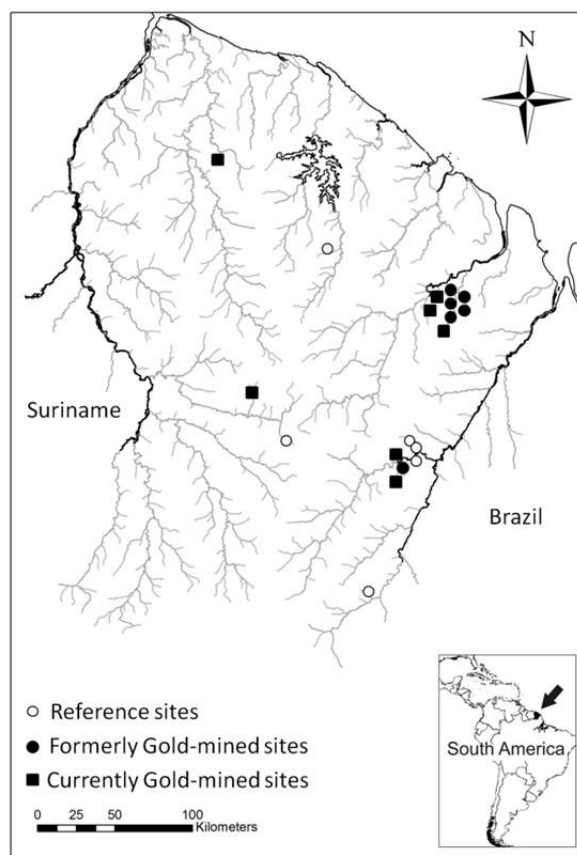 N
Suriname
Brazil
Reference sites
Formerly Gold-mined sites
Currently Gold-mined sites
0 25 50 100
Kilometers
South America